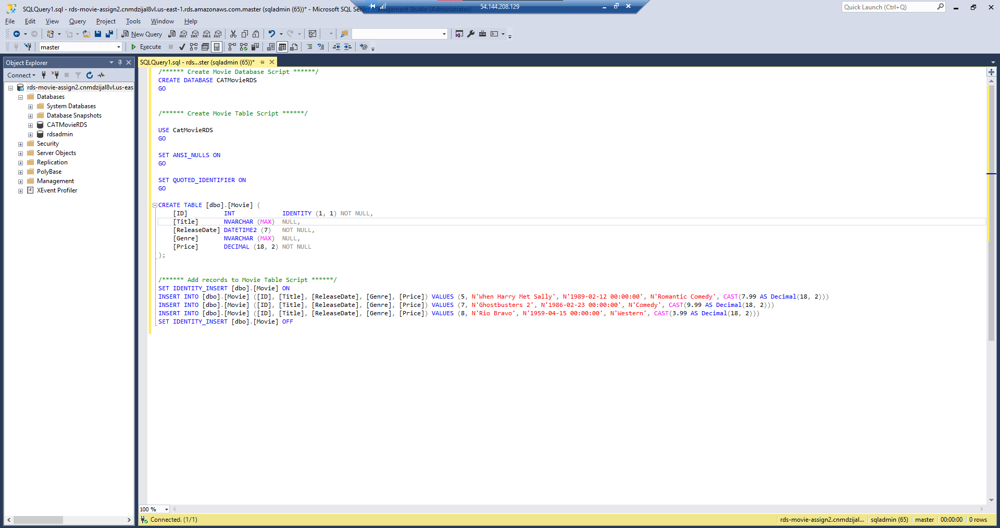 SQLQuery1.sql - rds-movie-assign2.cnmdzijal8vl.us-east-1.rds.amazonaws.com.master (sqladmin (65))* - Microsoft SQL Server Management Studio (Administrator)
54.144.208.129
Quick Launch (Ctrl+Q)
File Edit View Query Project Tools Window Help
New Query
MDX DMX XMLA DAX
master
Execute
Object Explorer
SQLQuery1.sql - rds...ster (sqladmin (65))*
Connect
rds-movie-assign2.cnmdzijal8vl.us-eas
Databases
System Databases
Database Snapshots
CATMovieRDS
rdsadmin
Security
Server Objects
Replication
PolyBase
Management
XEvent Profiler
/****** Create Movie Database Script ******/
CREATE DATABASE CATMovieRDS
GO
/****** Create Movie Table Script ******/
USE CatMovieRDS
GO
SET ANSI_NULLS ON
GO
SET QUOTED_IDENTIFIER ON
GO
CREATE TABLE [dbo].[Movie] (
[ID] INT IDENTITY (1, 1) NOT NULL,
[Title] NVARCHAR (MAX) NULL,
[ReleaseDate] DATETIME2 (7) NOT NULL,
[Genre] NVARCHAR (MAX) NULL,
[Price] DECIMAL (18, 2) NOT NULL
);
/****** Add records to Movie Table Script ******/
SET IDENTITY_INSERT [dbo].[Movie] ON
INSERT INTO [dbo].[Movie] ([ID], [Title], [ReleaseDate], [Genre], [Price]) VALUES (5, N'When Harry Met Sally', N'1989-02-12 00:00:00', N'Romantic Comedy', CAST(7.99 AS Decimal(18, 2)))
INSERT INTO [dbo].[Movie] ([ID], [Title], [ReleaseDate], [Genre], [Price]) VALUES (7, N'Ghostbusters 2', N'1986-02-23 00:00:00', N'Comedy', CAST(9.99 AS Decimal(18, 2)))
INSERT INTO [dbo].[Movie] ([ID], [Title], [ReleaseDate], [Genre], [Price]) VALUES (8, N'Rio Bravo', N'1959-04-15 00:00:00', N'Western', CAST(3.99 AS Decimal(18, 2)))
SET IDENTITY_INSERT [dbo].[Movie] OFF
100 %
Connected. (1/1)
rds-movie-assign2.cnmdzijal... sqladmin (65) master 00:00:00 0 rows